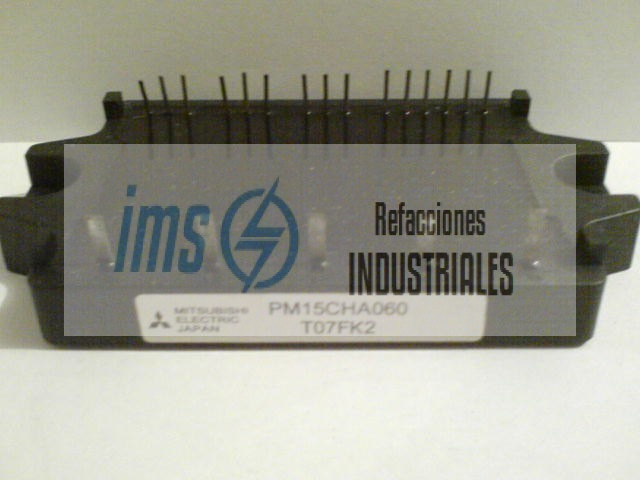 ims
Refacciones
INDUSTRIALES
MITSUBISHI
ELECTRIC
JAPAN
PM15CHA060
T07FK2